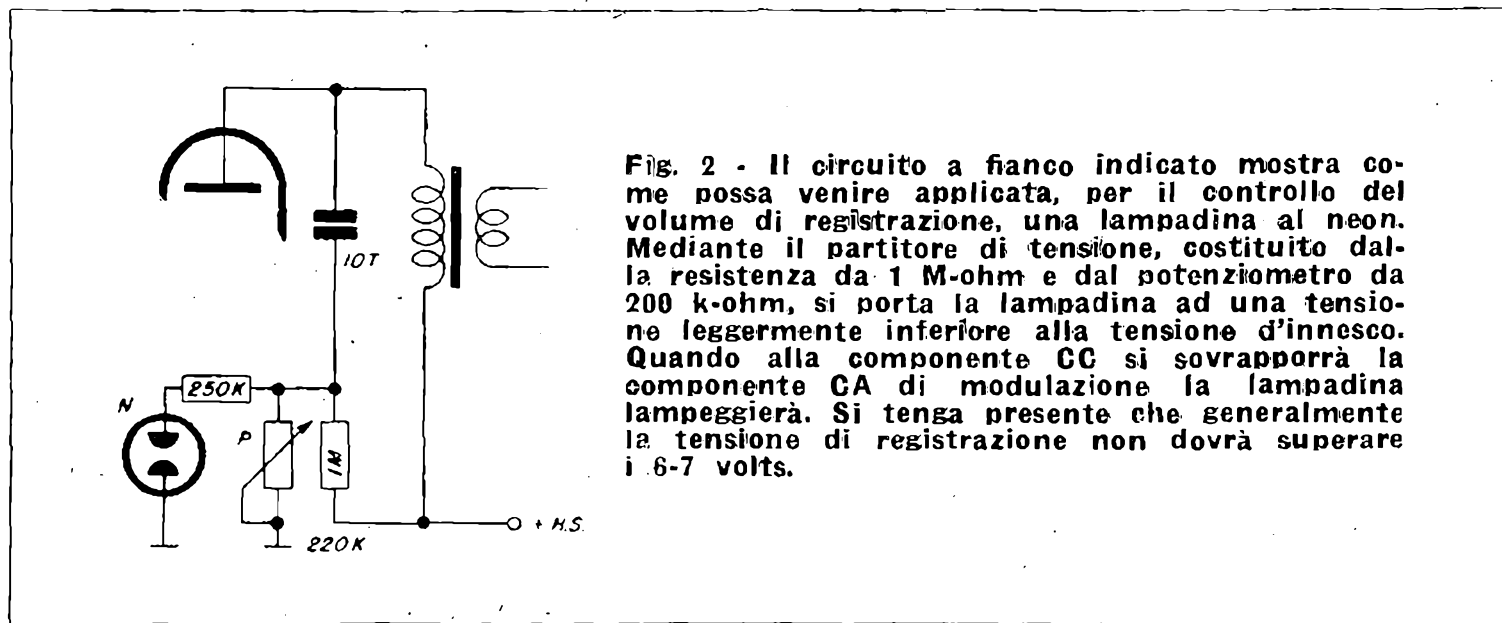 10T
250K
N
P
1M
+ H.S.
220K
Fig. 2 - Il circuito a fianco indicato mostra co-
me possa venire applicata, per il controllo del
volume di registrazione, una lampadina al neon.
Mediante il partitore di tensione, costituito dal-
la resistenza da 1 M-ohm e dal potenziometro da
200 k-ohm, si porta la lampadina ad una tensio-
ne leggermente inferiore alla tensione d'innesco.
Quando alla componente CC si sovrapporrà la
componente CA di modulazione la lampadina
lampeggierà. Si tenga presente che generalmente
la tensione di registrazione non dovrà superare
i 6-7 volts.